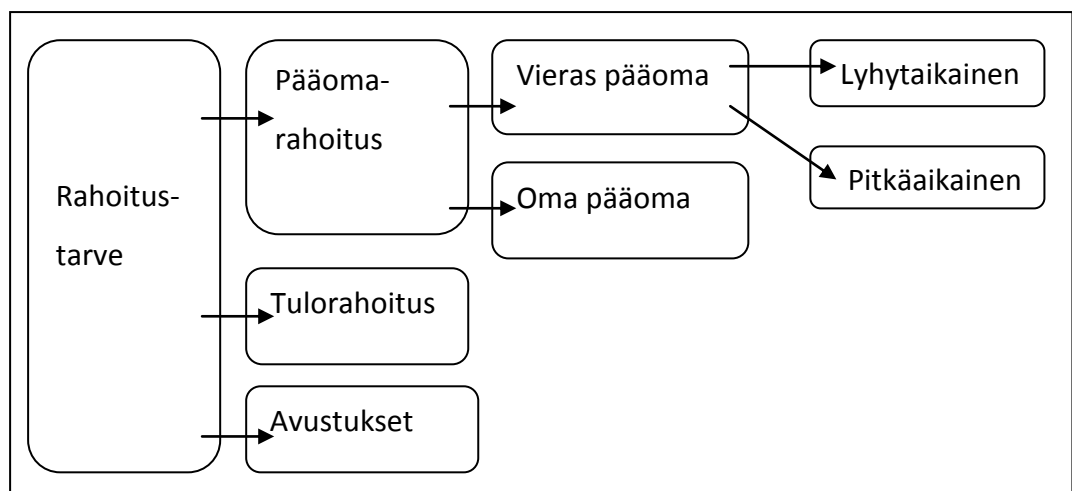 Rahoitus-
tarve
Pääoma-
rahoitus
Vieras pääoma
Lyhytaikainen
Pitkäaikainen
Oma pääoma
Tulorahoitus
Avustukset